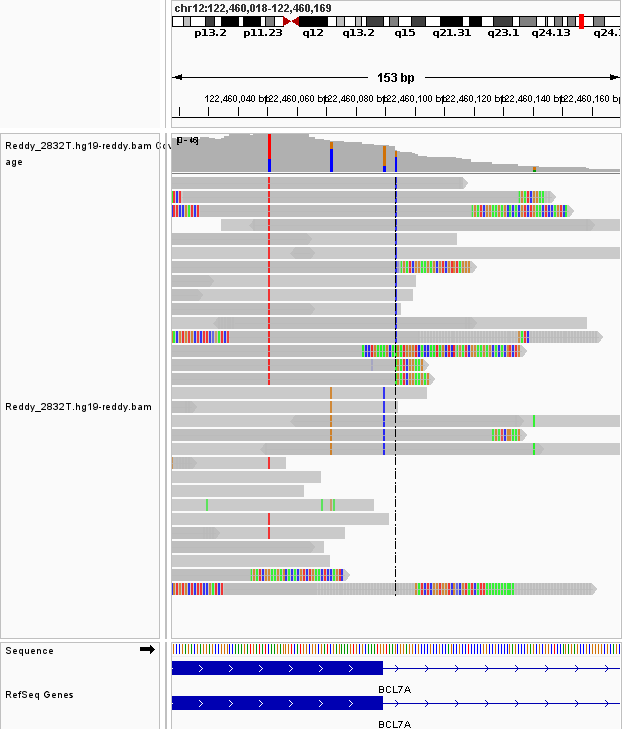 chr12:122,460,018-122,460,169
p13.2 p11.23 q12 q13.2 q15 q21.31 q23.1 q24.13 q24.
153 bp
122,460,040 bp 122,460,060 bp 122,460,080 bp 122,460,100 bp 122,460,120 bp 122,460,140 bp 122,460,160 bp
Reddy_2832T.hg19-reddy.bam Cov
age
Reddy_2832T.hg19-reddy.bam
Sequence
BCL7A
RefSeq Genes
BCL7A